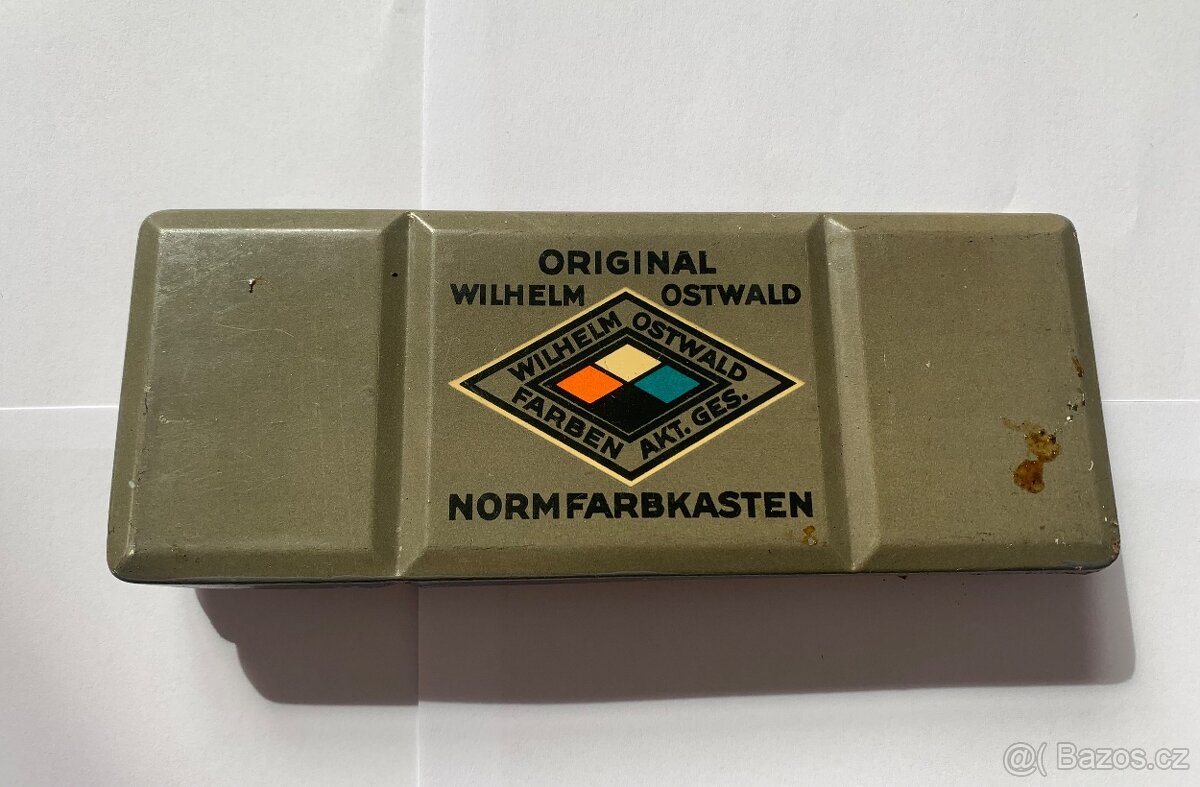 ORIGINAL
WILHELM OSTWALD
WILHELM OSTWALD
FARBEN AKT. GES.
NORMFARBKASTEN
@( Bazos.cz